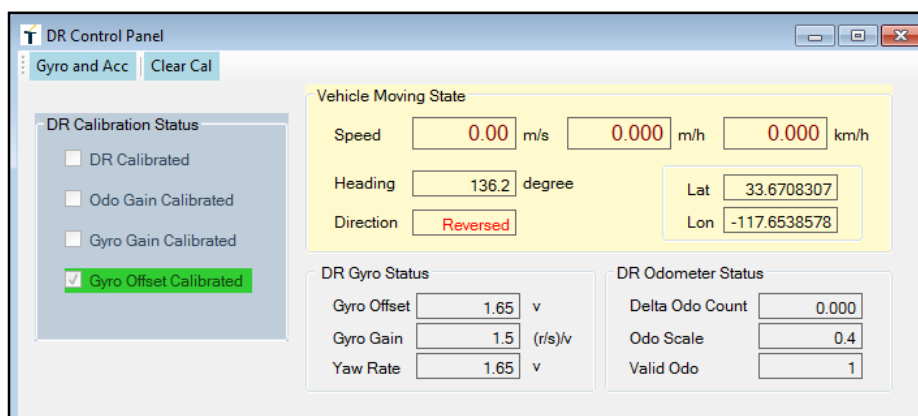 DR Control Panel
Gyro and Acc Clear Cal
DR Calibration Status
DR Calibrated
Odo Gain Calibrated
Gyro Gain Calibrated
Gyro Offset Calibrated
Vehicle Moving State
Speed 0.00 m/s 0.000 m/h 0.000 km/h
Heading 136.2 degree
Direction Reversed
Lat 33.6708307
Lon -117.6538578
DR Gyro Status
Gyro Offset 1.65 v
Gyro Gain 1.5 (r/s)/v
Yaw Rate 1.65 v
DR Odometer Status
Delta Odo Count 0.000
Odo Scale 0.4
Valid Odo 1